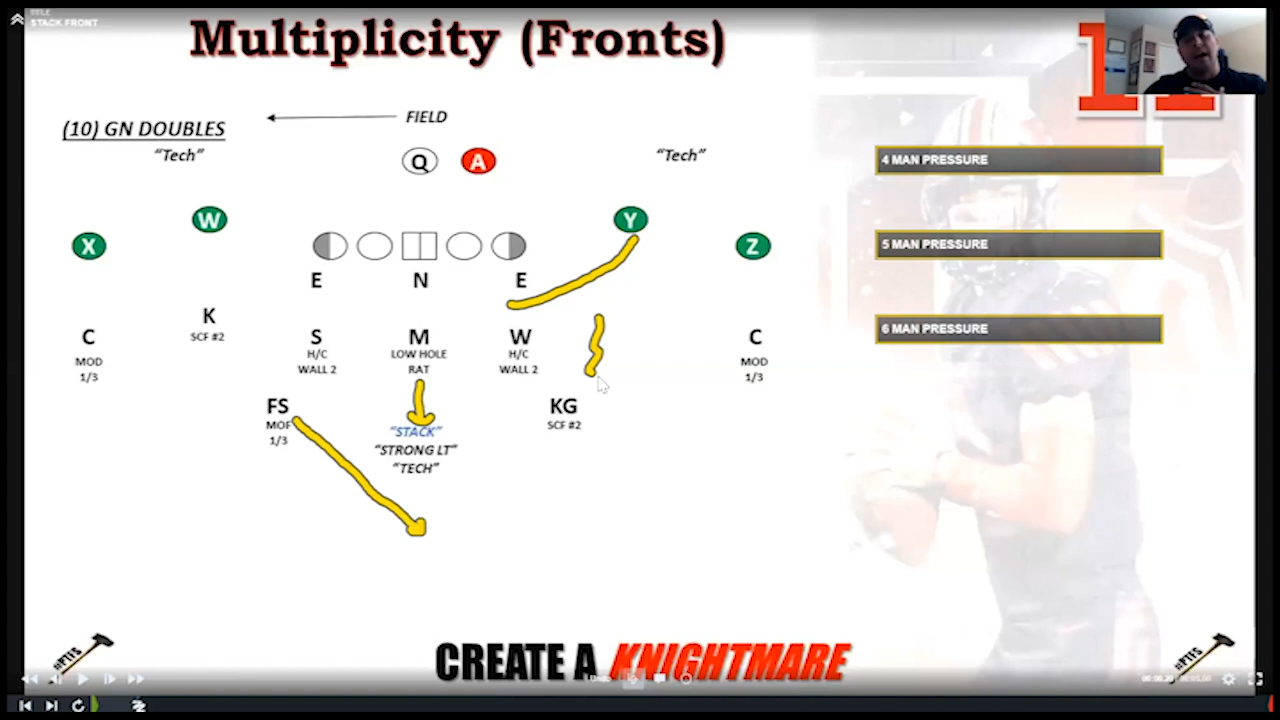 TITLE
STACK FRONT
Multiplicity (Fronts)
11
(10) GN DOUBLES
FIELD
"Tech"
"Tech"
Q
A
W
Y
X
Z
E
N
E
K
SCF #2
C
MOD
1/3
S
H/C
WALL 2
M
LOW HOLE
RAT
W
H/C
WALL 2
C
MOD
1/3
FS
MOF
1/3
KG
SCF #2
"STACK"
"STRONG LT"
"TECH"
4 MAN PRESSURE
5 MAN PRESSURE
6 MAN PRESSURE
#PTFS
CREATE A KNIGHTMARE
#PTFS